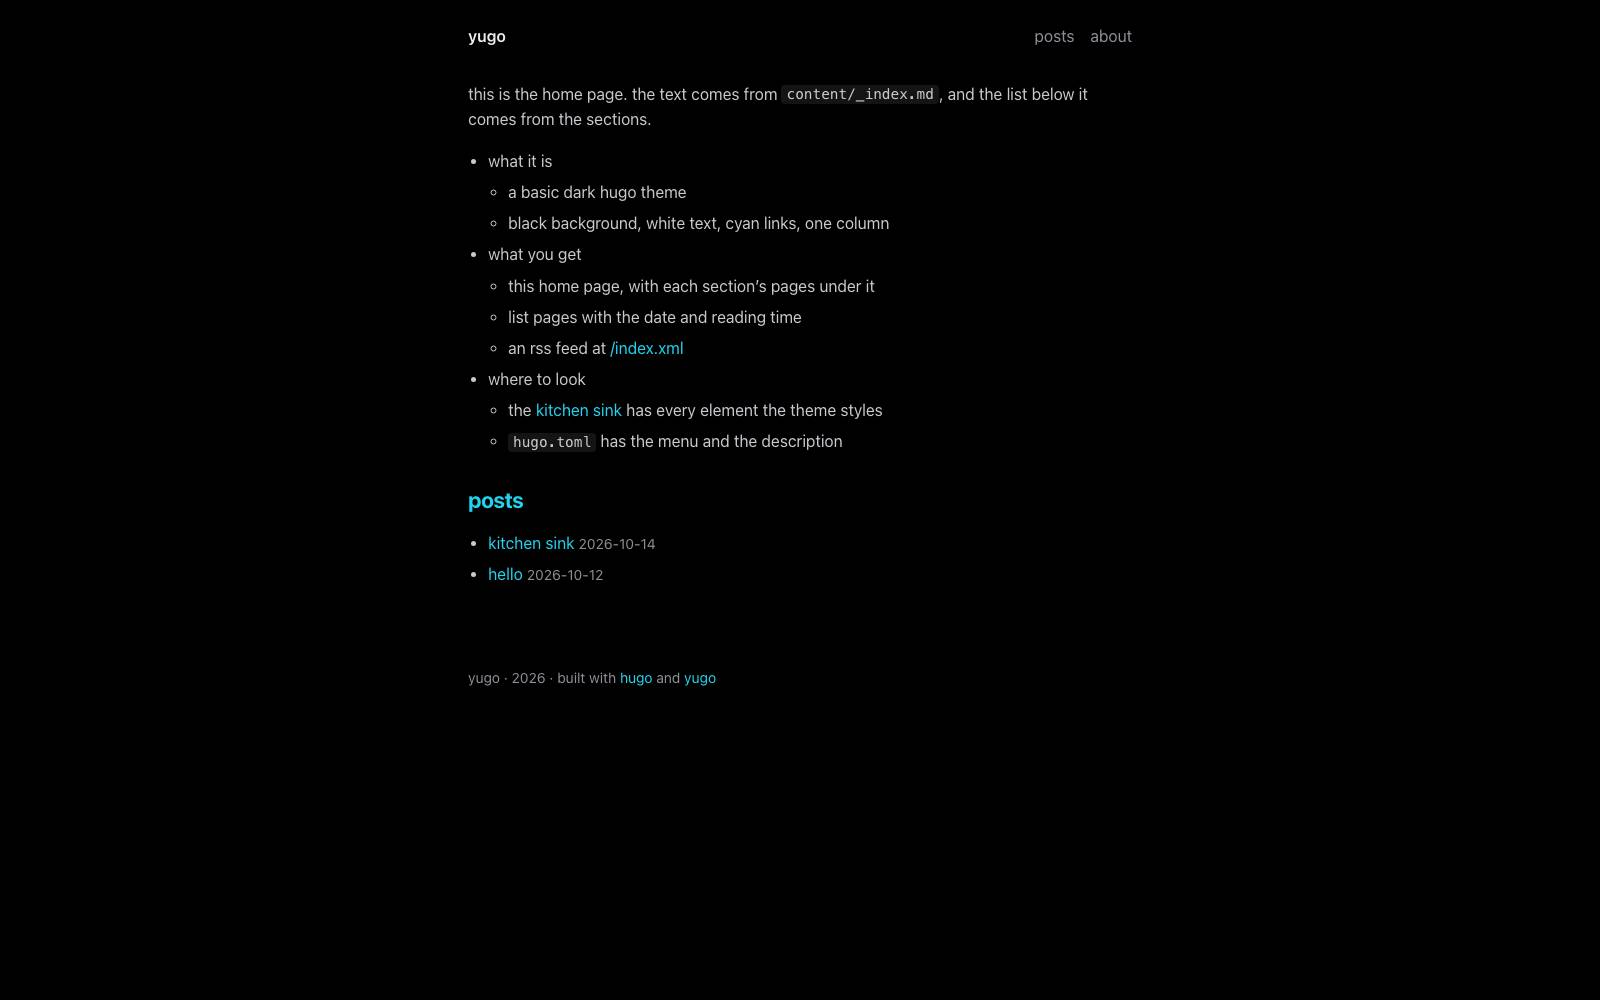 yugo posts about
this is the home page. the text comes from content/_index.md, and the list below it
comes from the sections.
what it is
a basic dark hugo theme
black background, white text, cyan links, one column
what you get
this home page, with each section’s pages under it
list pages with the date and reading time
an rss feed at /index.xml
where to look
the kitchen sink has every element the theme styles
hugo.toml has the menu and the description
posts
kitchen sink 2026-10-14
hello 2026-10-12
yugo · 2026 · built with hugo and yugo